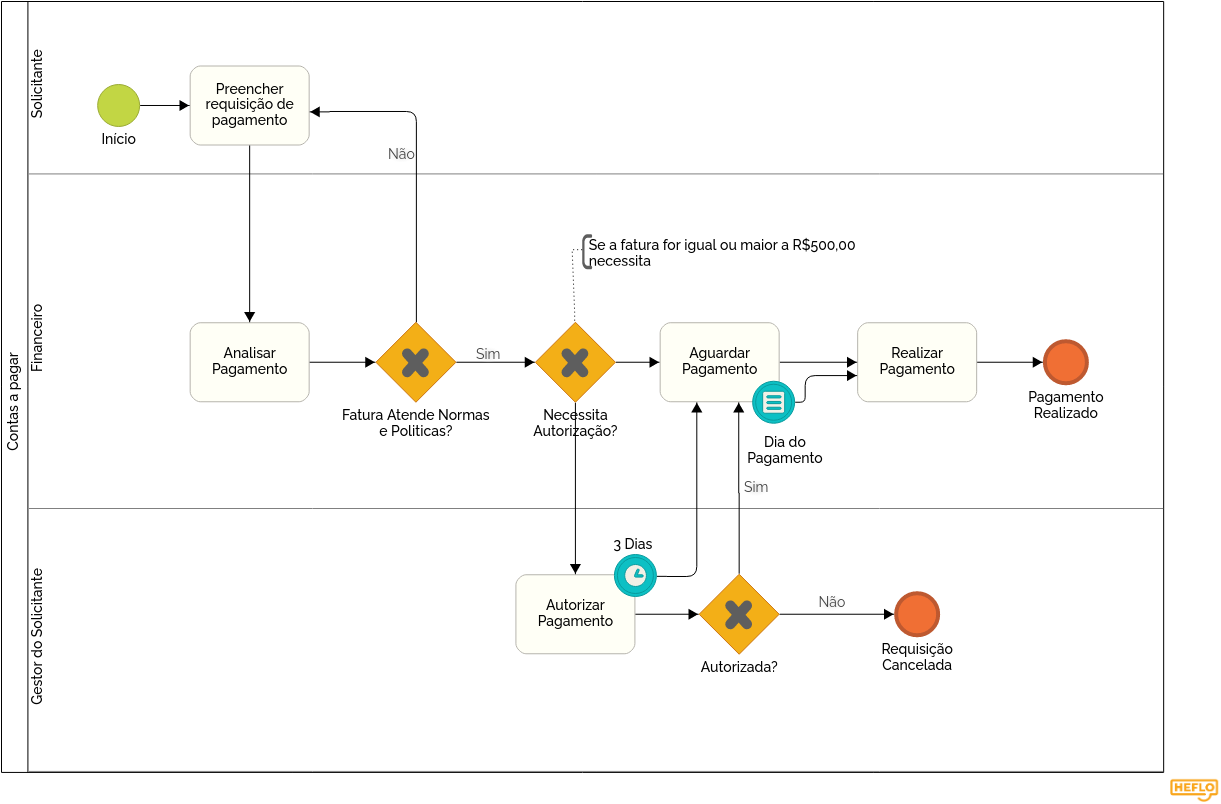 Contas a pagar
Solicitante
Início
Preencher
requisição de
pagamento
Não
Financeiro
Se a fatura for igual ou maior a R$500,00
necessita
Analisar
Pagamento
Fatura Atende Normas
e Politicas?
Sim
Necessita
Autorização?
Aguardar
Pagamento
Dia do
Pagamento
Realizar
Pagamento
Pagamento
Realizado
Sim
Gestor do Solicitante
3 Dias
Autorizar
Pagamento
Autorizada?
Não
Requisição
Cancelada
HEFLO